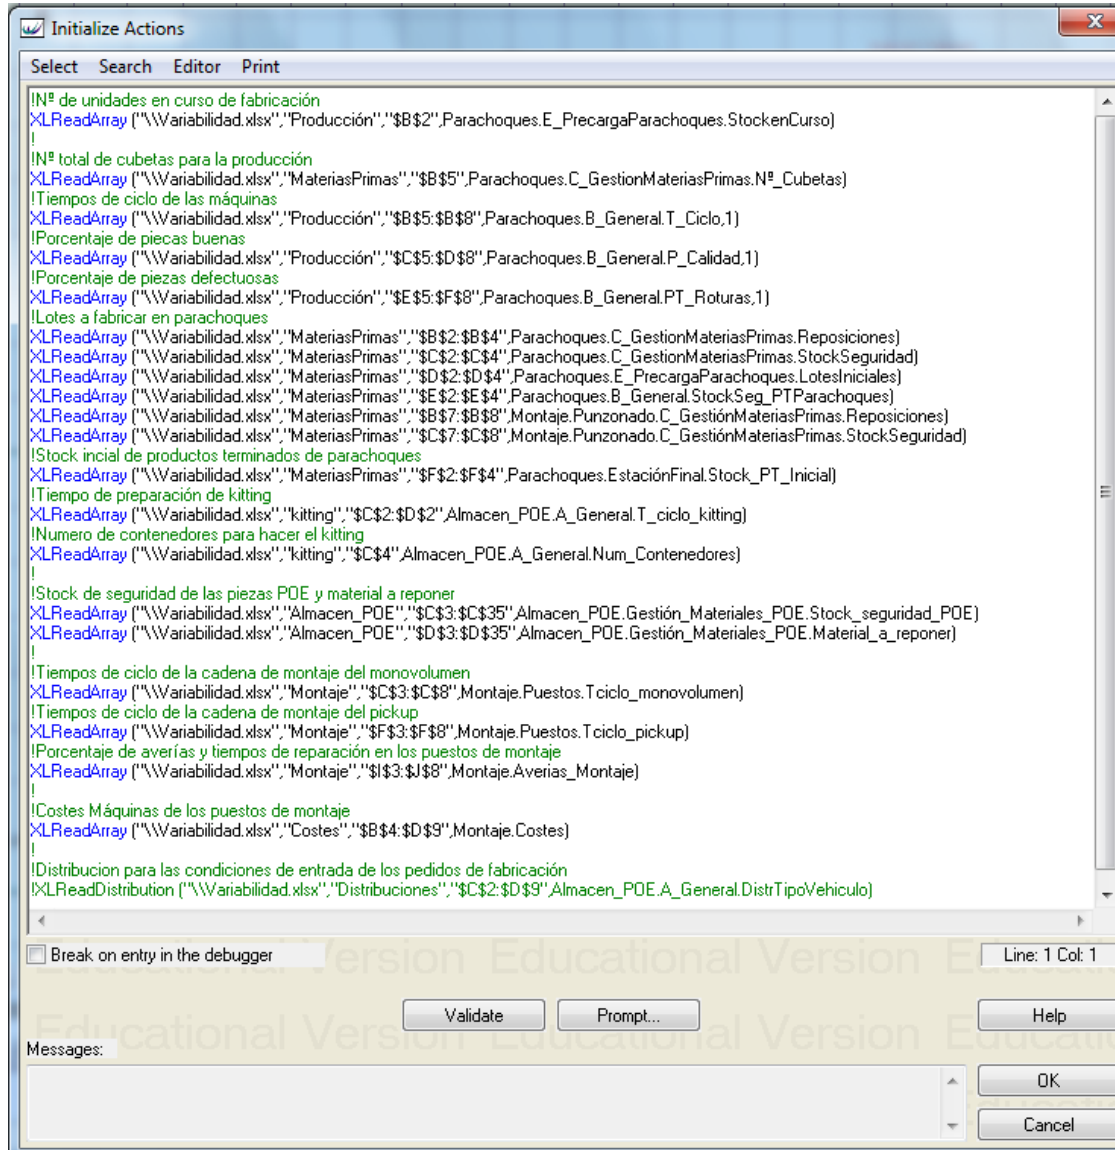 Initialize Actions
Select Search Editor Print
!Nº de unidades en curso de fabricación
XLReadArray ("\\Variabilidad.xlsx","Producción","$B$2",Parachoques.E_PrecargaParachoques.StockenCurso)
!
!Nº total de cubetas para la producción
XLReadArray ("\\Variabilidad.xlsx","MateriasPrimas","$B$5",Parachoques.C_GestionMateriasPrimas.Nº_Cubetas)
!Tiempos de ciclo de las máquinas
XLReadArray ("\\Variabilidad.xlsx","Producción","$B$5:$B$8",Parachoques.B_General.T_Ciclo,1)
!Porcentaje de piecas buenas
XLReadArray ("\\Variabilidad.xlsx","Producción","$C$5:$D$8",Parachoques.B_General.P_Calidad,1)
!Porcentaje de piezas defectuosas
XLReadArray ("\\Variabilidad.xlsx","Producción","$E$5:$F$8",Parachoques.B_General.PT_Roturas,1)
!Lotes a fabricar en parachoques
XLReadArray ("\\Variabilidad.xlsx","MateriasPrimas","$B$2:$B$4",Parachoques.C_GestionMateriasPrimas.Reposiciones)
XLReadArray ("\\Variabilidad.xlsx","MateriasPrimas","$C$2:$C$4",Parachoques.C_GestionMateriasPrimas.StockSeguridad)
XLReadArray ("\\Variabilidad.xlsx","MateriasPrimas","$D$2:$D$4",Parachoques.E_PrecargaParachoques.LotesIniciales)
XLReadArray ("\\Variabilidad.xlsx","MateriasPrimas","$E$2:$E$4",Parachoques.B_General.StockSeg_PTParachoques)
XLReadArray ("\\Variabilidad.xlsx","MateriasPrimas","$B$7:$B$8",Montaje.Punzonado.C_GestiónMateriasPrimas.Reposiciones)
XLReadArray ("\\Variabilidad.xlsx","MateriasPrimas","$C$7:$C$8",Montaje.Punzonado.C_GestiónMateriasPrimas.StockSeguridad)
!Stock incial de productos terminados de parachoques
XLReadArray ("\\Variabilidad.xlsx","MateriasPrimas","$F$2:$F$4",Parachoques.EstaciónFinal.Stock_PT_Inicial)
!Tiempo de preparación de kitting
XLReadArray ("\\Variabilidad.xlsx","kitting","$C$2:$D$2",Almacen_POE.A_General.T_ciclo_kitting)
!Numero de contenedores para hacer el kitting
XLReadArray ("\\Variabilidad.xlsx","kitting","$C$4",Almacen_POE.A_General.Num_Contenedores)
!
!Stock de seguridad de las piezas POE y material a reponer
XLReadArray ("\\Variabilidad.xlsx","Almacen_POE","$C$3:$C$35",Almacen_POE.Gestión_Materiales_POE.Stock_seguridad_POE)
XLReadArray ("\\Variabilidad.xlsx","Almacen_POE","$D$3:$D$35",Almacen_POE.Gestión_Materiales_POE.Material_a_reponer)
!
!Tiempos de ciclo de la cadena de montaje del monovolumen
XLReadArray ("\\Variabilidad.xlsx","Montaje","$C$3:$C$8",Montaje.Puestos.Tciclo_monovolumen)
!Tiempos de ciclo de la cadena de montaje del pickup
XLReadArray ("\\Variabilidad.xlsx","Montaje","$F$3:$F$8",Montaje.Puestos.Tciclo_pickup)
!Porcentaje de averías y tiempos de reparación en los puestos de montaje
XLReadArray ("\\Variabilidad.xlsx","Montaje","$I$3:$J$8",Montaje.Averias_Montaje)
!
!Costes Máquinas de los puestos de montaje
XLReadArray ("\\Variabilidad.xlsx","Costes","$B$4:$D$9",Montaje.Costes)
!
!Distribucion para las condiciones de entrada de los pedidos de fabricación
!XLReadDistribution ("\\Variabilidad.xlsx","Distribuciones","$C$2:$D$9",Almacen_POE.A_General.DistrTipoVehiculo)
Break on entry in the debugger
Line: 1 Col: 1
Educational Version Educational Version Educational
Validate Prompt... Help
Educational Version Educational Version Educational
Messages:
OK
Cancel